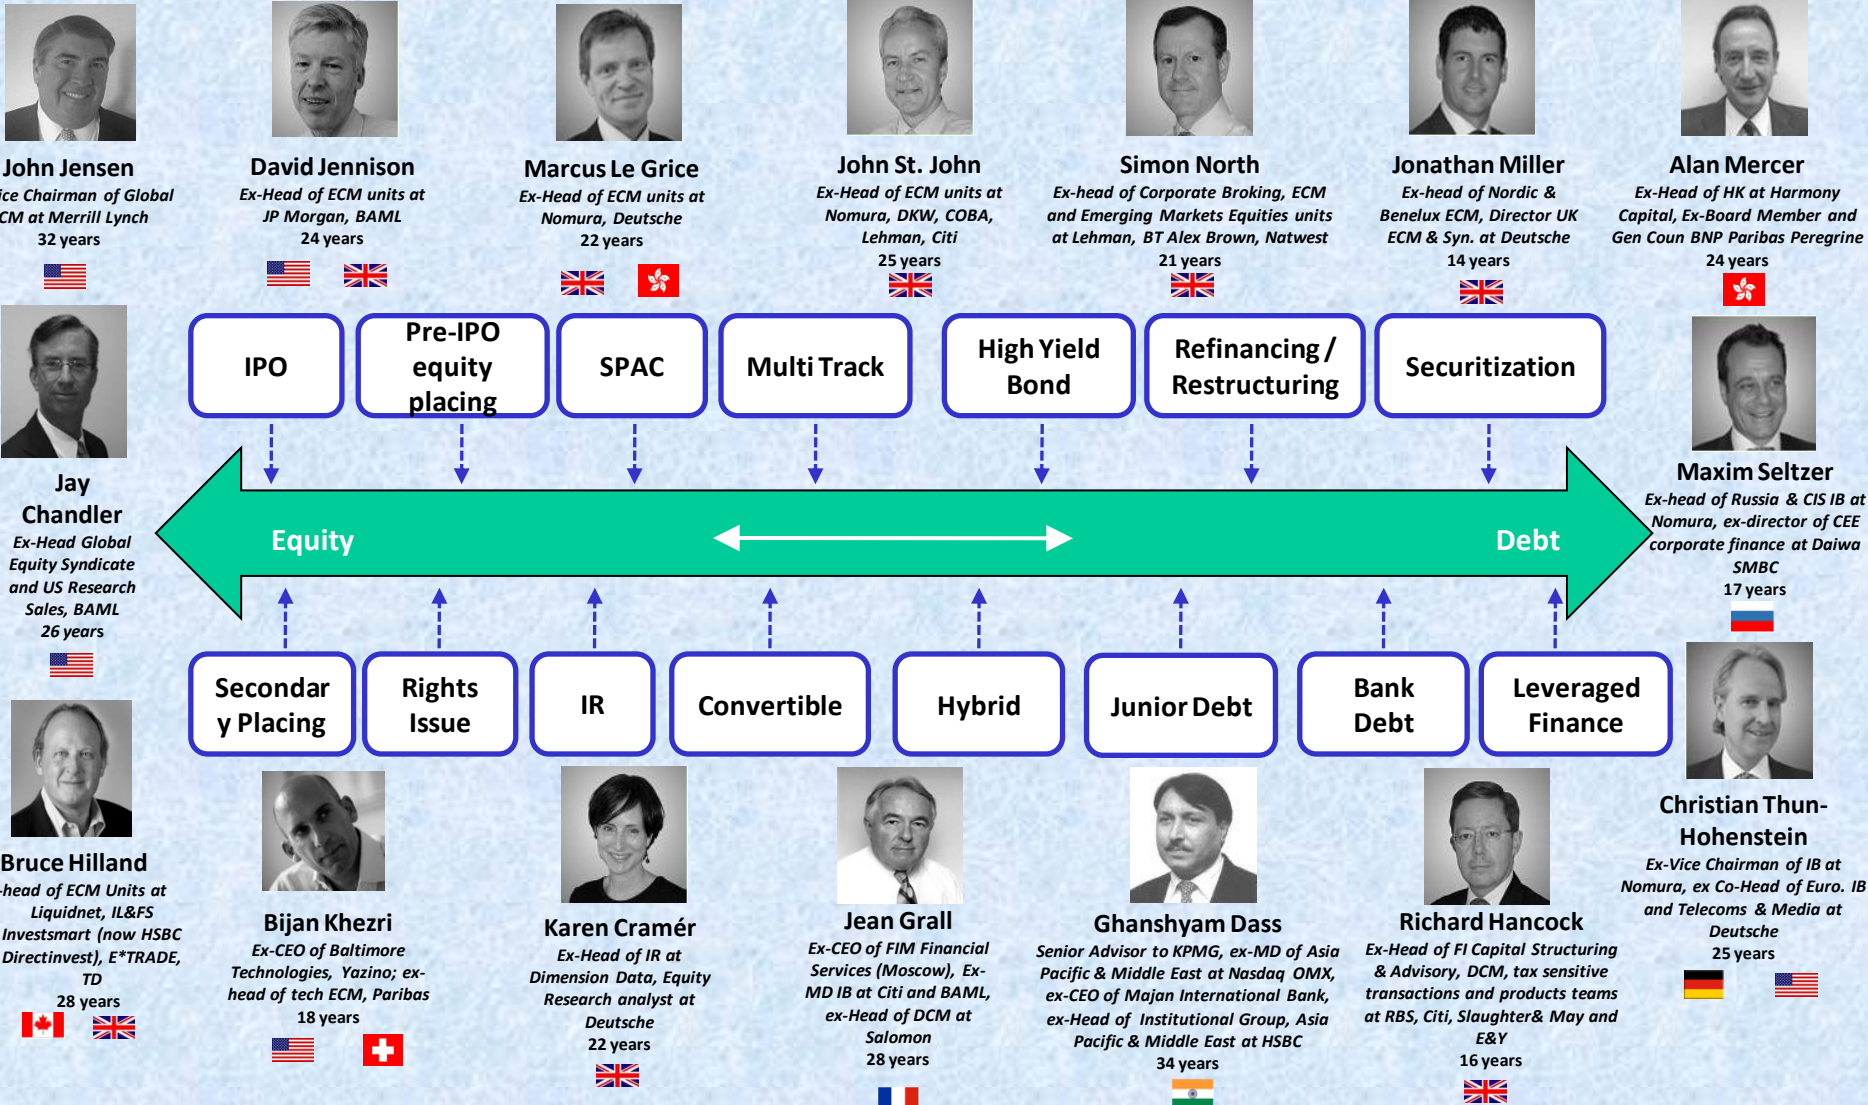 John Jensen
ice Chairman of Global
CM at Merrill Lynch
32 years
David Jennison
Ex-Head of ECM units at
JP Morgan, BAML
24 years
Marcus Le Grice
Ex-Head of ECM units at
Nomura, Deutsche
22 years
John St. John
Ex-Head of ECM units at
Nomura, DKW, COBA,
Lehman, Citi
25 years
Simon North
Ex-head of Corporate Broking, ECM
and Emerging Markets Equities units
at Lehman, BT Alex Brown, Natwest
21 years
Jonathan Miller
Ex-head of Nordic &
Benelux ECM, Director UK
ECM & Syn. at Deutsche
14 years
Alan Mercer
Ex-Head of HK at Harmony
Capital, Ex-Board Member and
Gen Coun BNP Paribas Peregrine
24 years
IPO
Pre-IPO
equity
placing
SPAC
Multi Track
High Yield
Bond
Refinancing /
Restructuring
Securitization
Jay
Chandler
Ex-Head Global
Equity Syndicate
and US Research
Sales, BAML
26 years
Equity
Debt
Maxim Seltzer
Ex-head of Russia & CIS IB at
Nomura, ex-director of CEE
corporate finance at Daiwa
SMBC
17 years
Secondar
y Placing
Rights
Issue
IR
Convertible
Hybrid
Junior Debt
Bank
Debt
Leveraged
Finance
Bruce Hilland
-head of ECM Units at
Liquidnet, IL&FS
Investsmart (now HSBC
Directinvest), E*TRADE,
TD
28 years
Bijan Khezri
Ex-CEO of Baltimore
Technologies, Yazino; ex-
head of tech ECM, Paribas
18 years
Karen Cramér
Ex-Head of IR at
Dimension Data, Equity
Research analyst at
Deutsche
22 years
Jean Grall
Ex-CEO of FIM Financial
Services (Moscow), Ex-
MD IB at Citi and BAML,
ex-Head of DCM at
Salomon
28 years
Ghanshyam Dass
Senior Advisor to KPMG, ex-MD of Asia
Pacific & Middle East at Nasdaq OMX,
ex-CEO of Majan International Bank,
ex-Head of Institutional Group, Asia
Pacific & Middle East at HSBC
34 years
Richard Hancock
Ex-Head of FI Capital Structuring
& Advisory, DCM, tax sensitive
transactions and products teams
at RBS, Citi, Slaughter& May and
E&Y
16 years
Christian Thun-
Hohenstein
Ex-Vice Chairman of IB at
Nomura, ex Co-Head of Euro. IB
and Telecoms & Media at
Deutsche
25 years